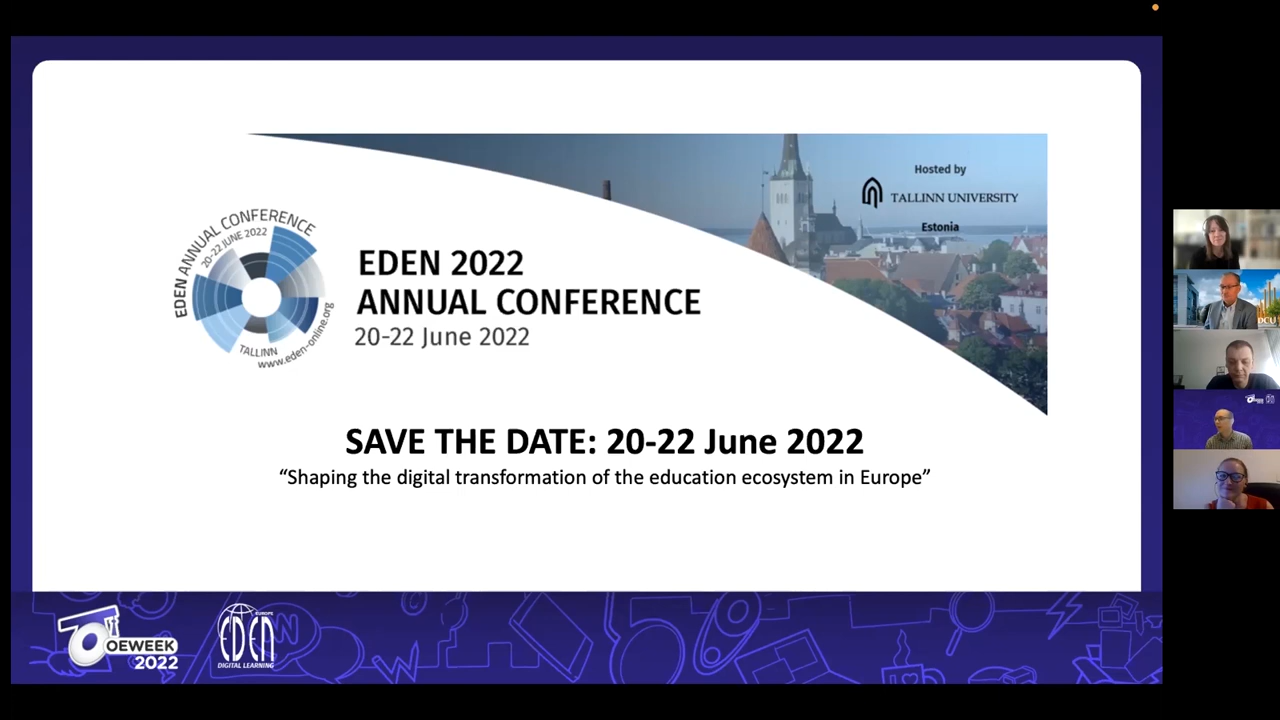 Hosted by
TALLINN UNIVERSITY
Estonia
EDEN ANNUAL CONFERENCE
20-22 JUNE 2022
TALLINN
www.eden-online.org
EDEN 2022
ANNUAL CONFERENCE
20-22 June 2022
SAVE THE DATE: 20-22 June 2022
“Shaping the digital transformation of the education ecosystem in Europe”
OEWEEK
2022
EUROPE
EDEN
DIGITAL LEARNING
DCU